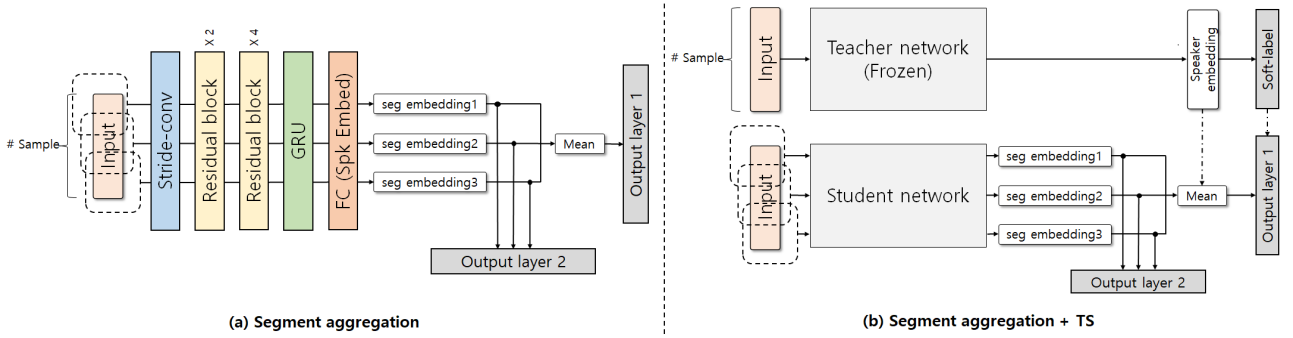 # Sample
Input
Stride-conv
Residual block
X 2
Residual block
X 4
GRU
FC (Spk Embed)
seg embedding1
seg embedding2
seg embedding3
Mean
Output layer 1
Output layer 2
(a) Segment aggregation
# Sample
Input
Teacher network
(Frozen)
Speaker
embedding
Soft-label
Input
Student network
seg embedding1
seg embedding2
seg embedding3
Mean
Output layer 1
Output layer 2
(b) Segment aggregation + TS